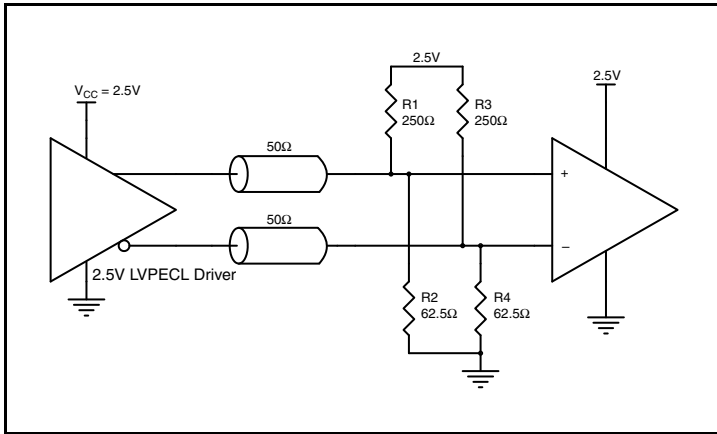 2.5V
V_CC = 2.5V
2.5V
R1
250Ω
R3
250Ω
50Ω
+
50Ω
−
2.5V LVPECL Driver
R2
62.5Ω
R4
62.5Ω